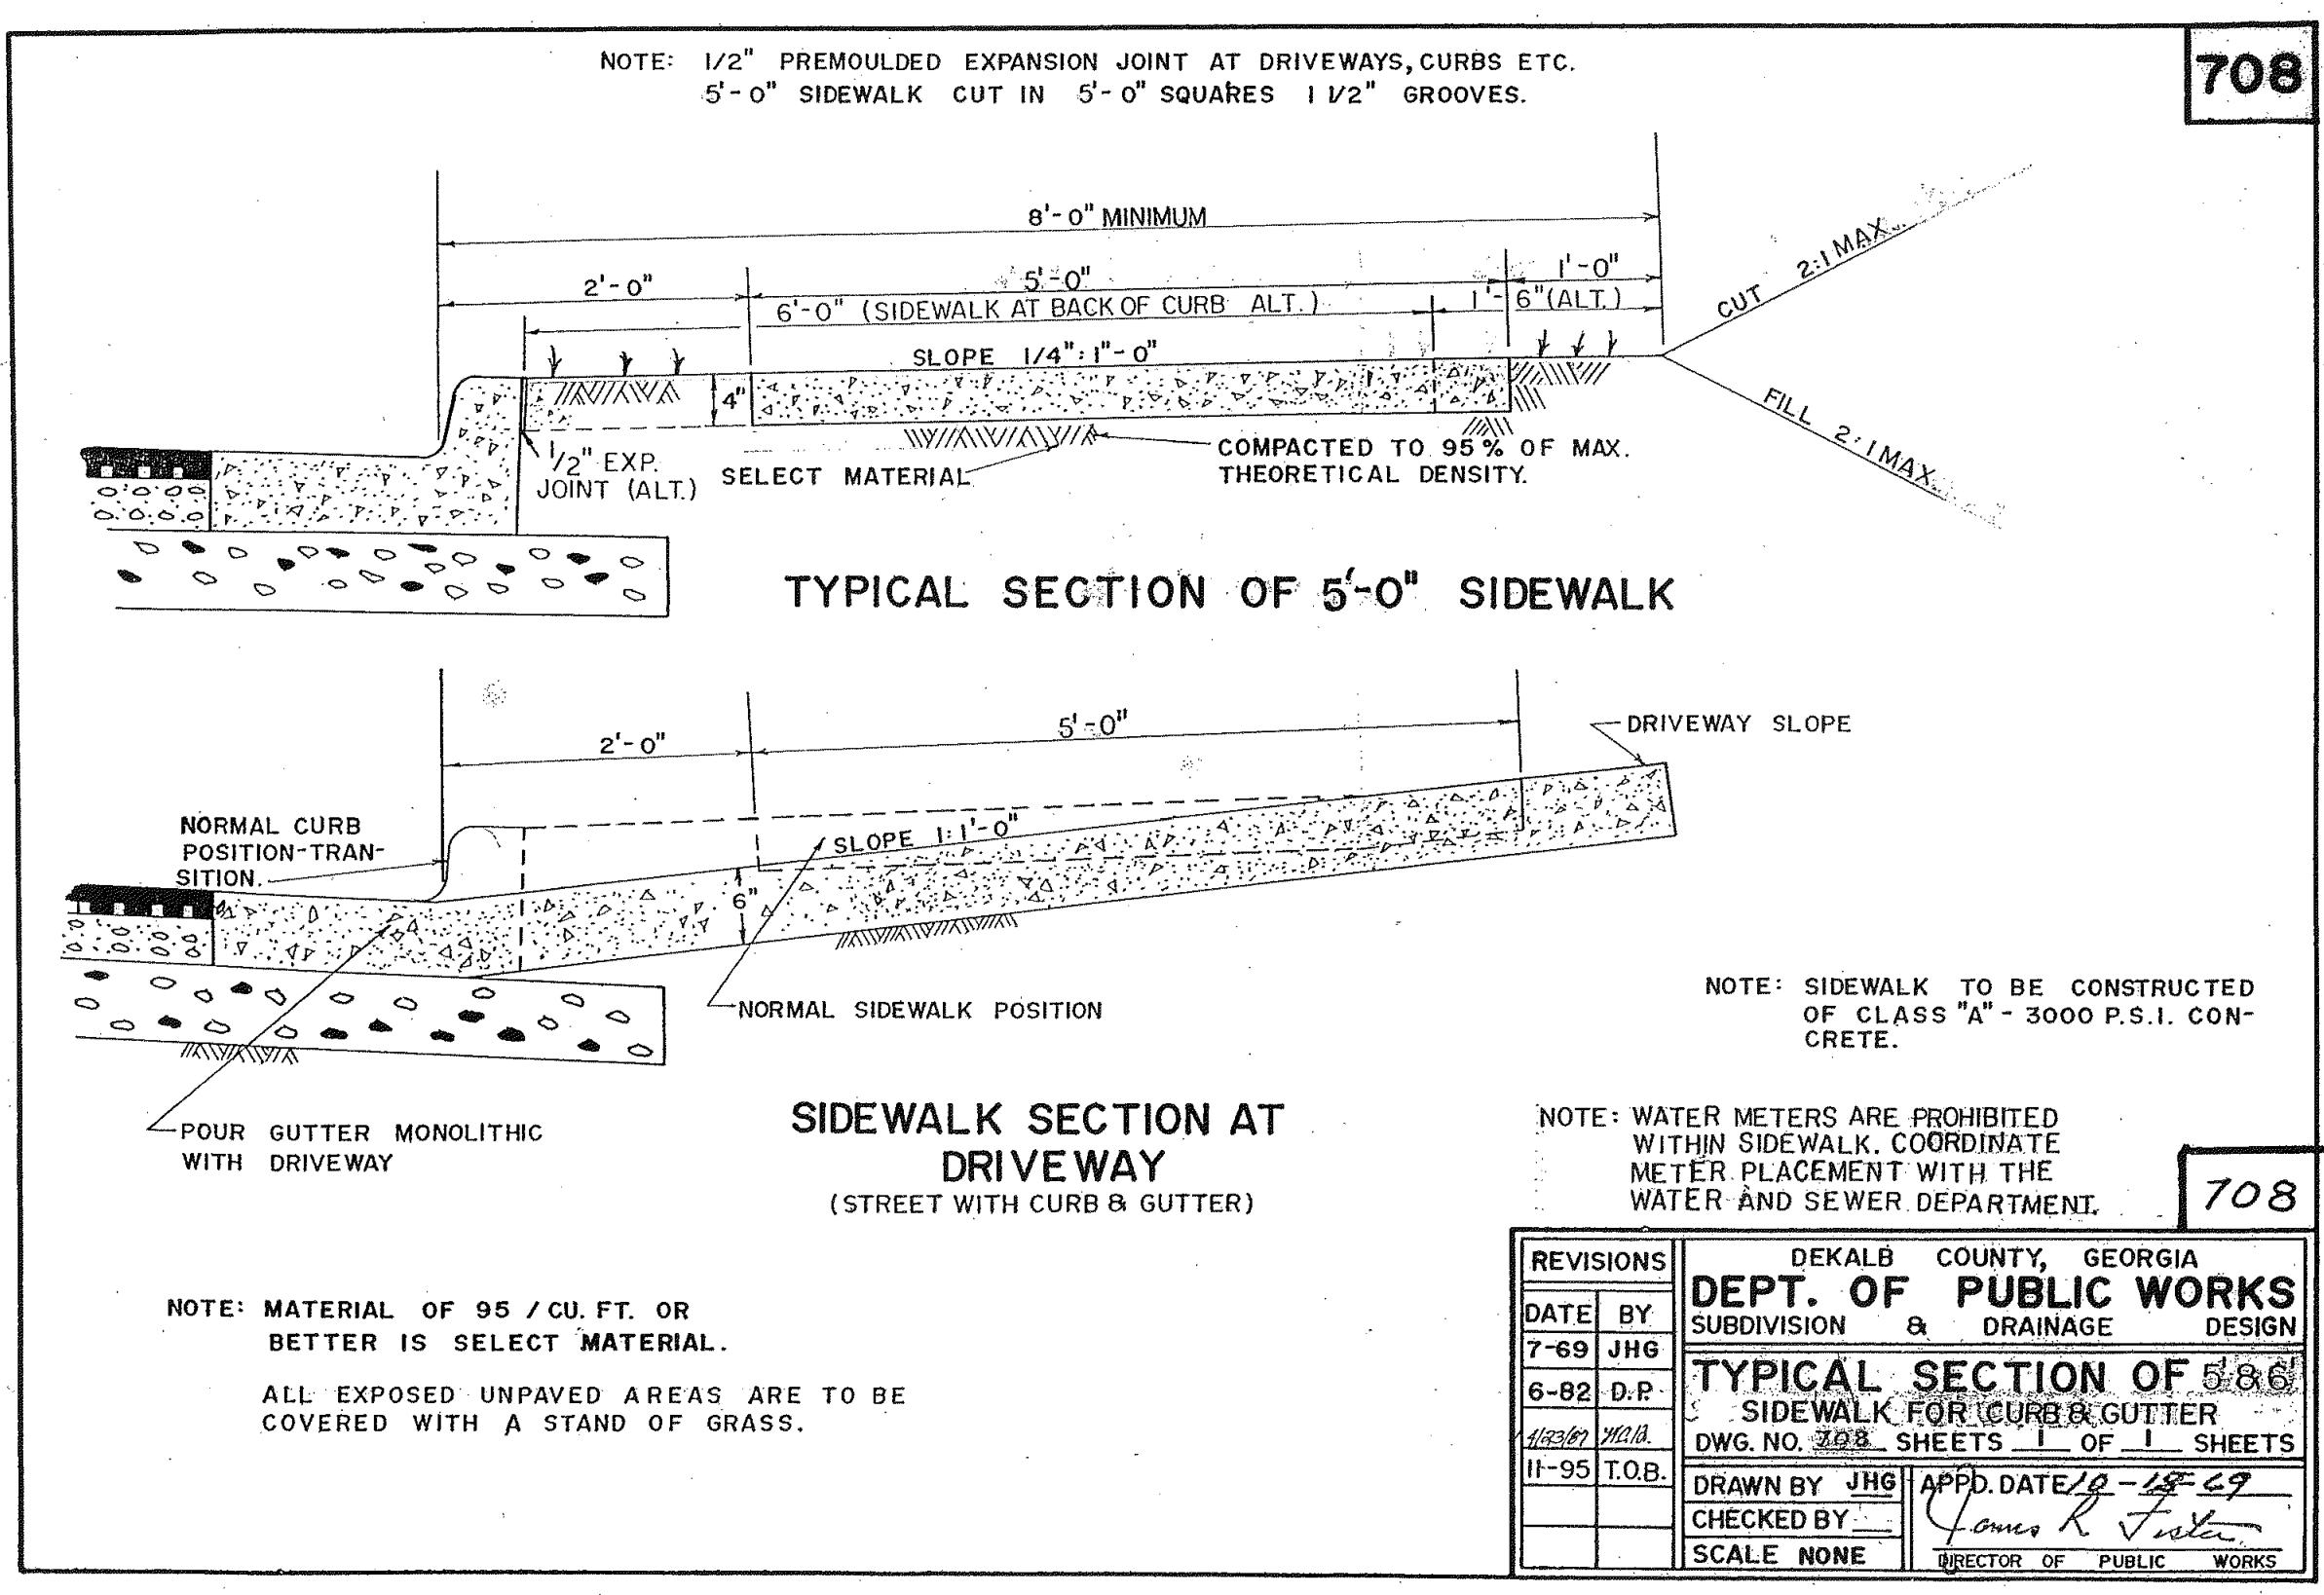 NOTE: 1/2" PREMOULDED EXPANSION JOINT AT DRIVEWAYS, CURBS ETC.
5'-0" SIDEWALK CUT IN 5'-0" SQUARES 1 1/2" GROOVES.
708
8'-0" MINIMUM
2'-0"
5'-0"
1'-0"
6'-0" (SIDEWALK AT BACK OF CURB ALT.)
1'-6" (ALT.)
CUT 2:1 MAX.
SLOPE 1/4":1"-0"
4"
FILL 2:1 MAX.
1/2" EXP.
JOINT (ALT.)
SELECT MATERIAL
COMPACTED TO 95% OF MAX.
THEORETICAL DENSITY.
TYPICAL SECTION OF 5'-0" SIDEWALK
2'-0"
5'-0"
DRIVEWAY SLOPE
NORMAL CURB
POSITION-TRAN-
SITION.
SLOPE 1:1'-0"
6"
NORMAL SIDEWALK POSITION
POUR GUTTER MONOLITHIC
WITH DRIVEWAY
SIDEWALK SECTION AT
DRIVEWAY
(STREET WITH CURB & GUTTER)
NOTE: SIDEWALK TO BE CONSTRUCTED
OF CLASS "A" - 3000 P.S.I. CON-
CRETE.
NOTE: WATER METERS ARE PROHIBITED
WITHIN SIDEWALK. COORDINATE
METER PLACEMENT WITH THE
WATER AND SEWER DEPARTMENT.
708
NOTE: MATERIAL OF 95 / CU. FT. OR
BETTER IS SELECT MATERIAL.
ALL EXPOSED UNPAVED AREAS ARE TO BE
COVERED WITH A STAND OF GRASS.
REVISIONS
DATE BY
7-69 JHG
6-82 D.P.
11-95 T.O.B.
DEKALB COUNTY, GEORGIA
DEPT. OF PUBLIC WORKS
SUBDIVISION & DRAINAGE DESIGN
TYPICAL SECTION OF 5'&6'
SIDEWALK FOR CURB & GUTTER
DWG. NO. 708 SHEETS 1 OF 1 SHEETS
DRAWN BY JHG
CHECKED BY
SCALE NONE
APPD. DATE 10-18-69
James R Fister
DIRECTOR OF PUBLIC WORKS